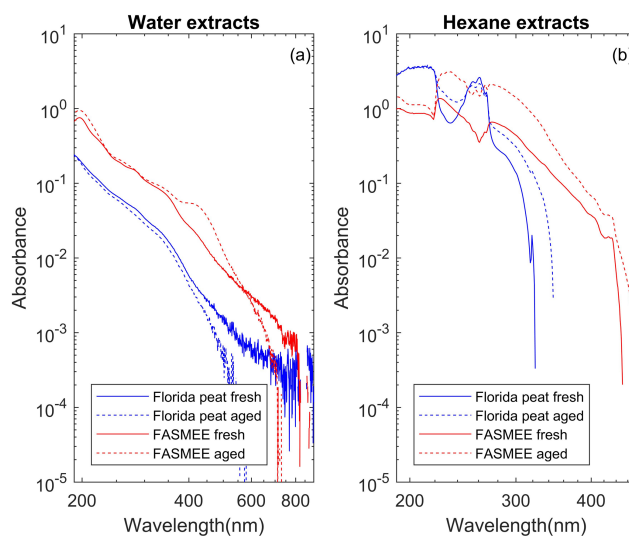 Water extracts
(a)
10^1
10^0
10^-1
10^-2
10^-3
10^-4
10^-5
Absorbance
200
400
600
800
Wavelength(nm)
Florida peat fresh
Florida peat aged
FASMEE fresh
FASMEE aged
Hexane extracts
(b)
10^1
10^0
10^-1
10^-2
10^-3
10^-4
10^-5
Absorbance
200
300
400
Wavelength(nm)
Florida peat fresh
Florida peat aged
FASMEE fresh
FASMEE aged